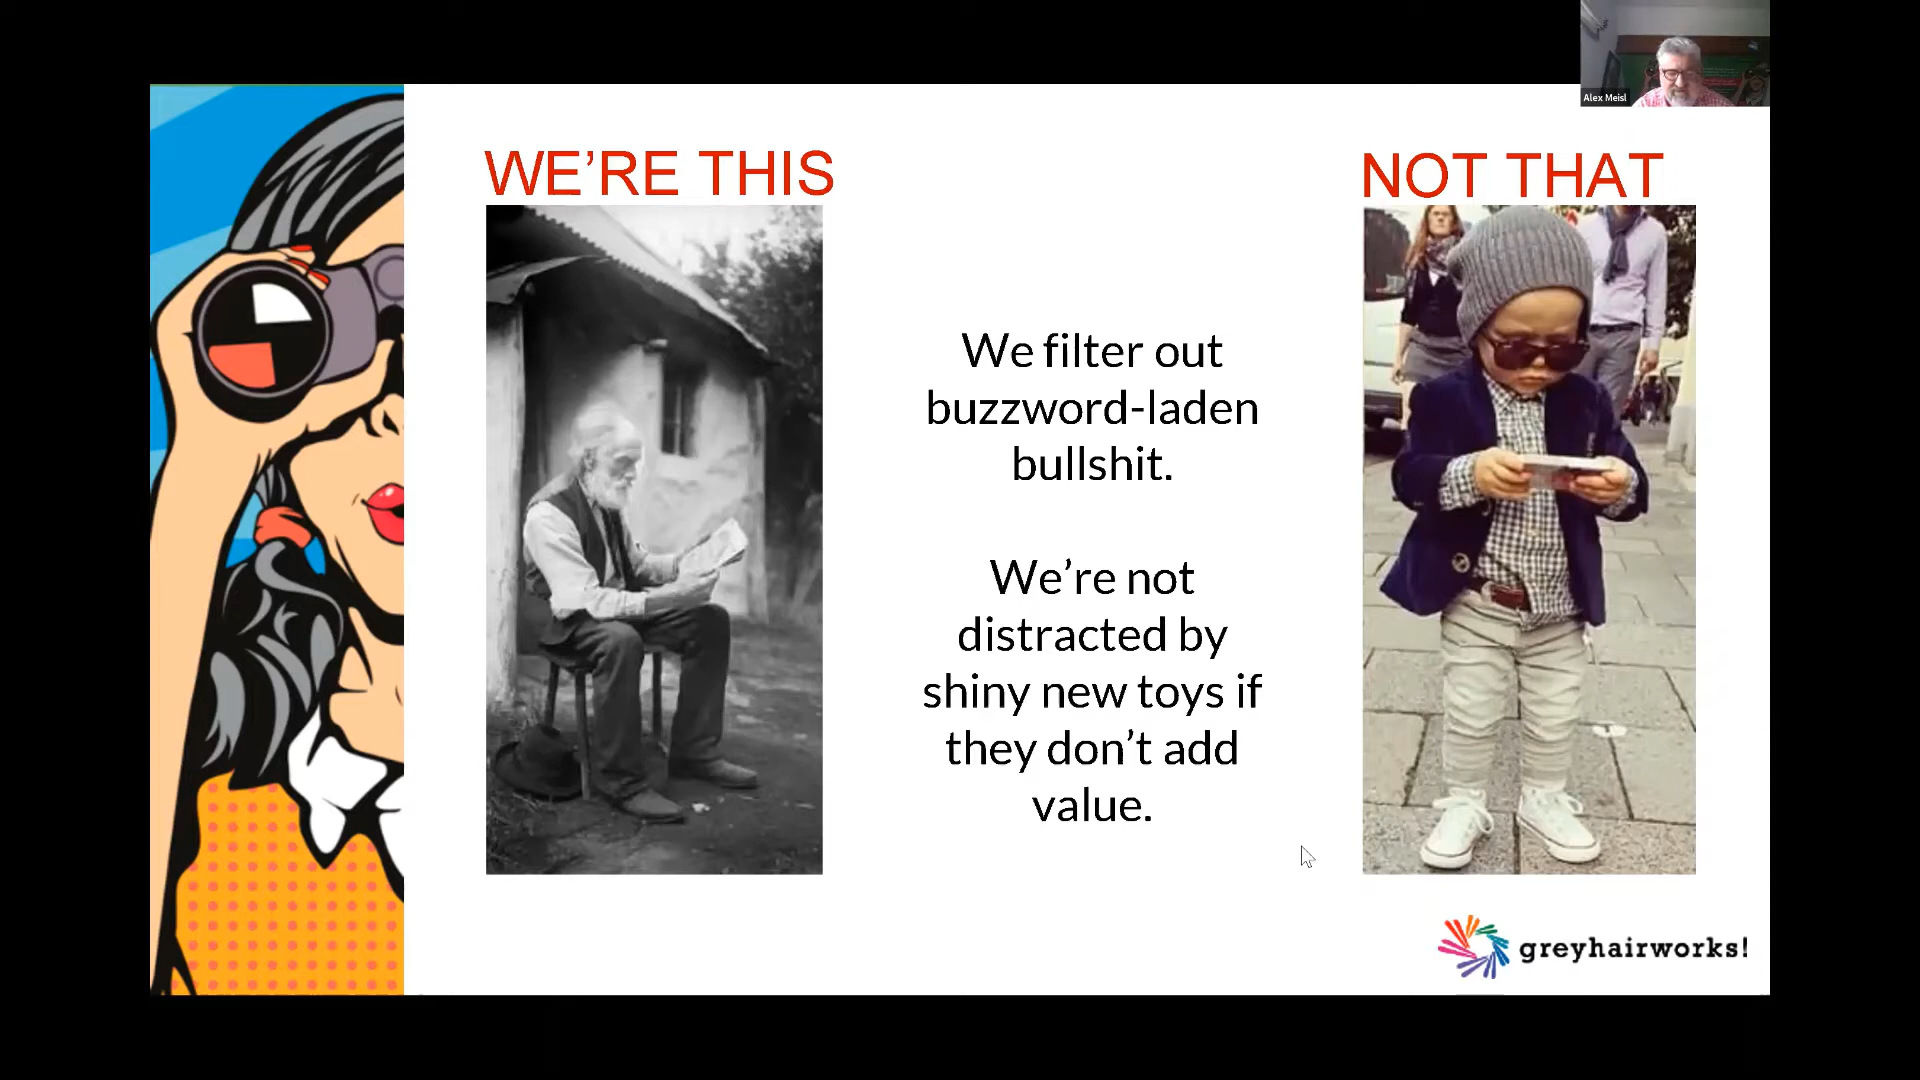 Alex Meisl
WE’RE THIS
NOT THAT
We filter out
buzzword-laden
bullshit.
We’re not
distracted by
shiny new toys if
they don’t add
value.
greyhairworks!